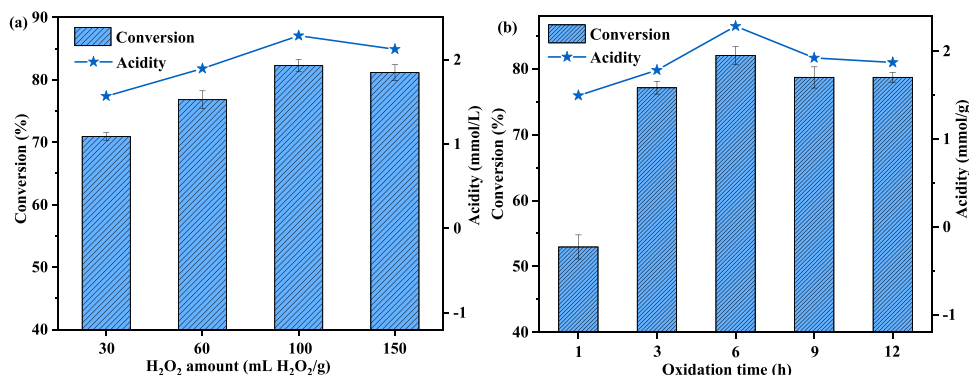 (a)
Conversion
Acidity
90
80
70
60
50
40
Conversion (%)
2
1
0
-1
Acidity (mmol/L)
30 60 100 150
H₂O₂ amount (mL H₂O₂/g)
(b)
Conversion
Acidity
80
70
60
50
40
Conversion (%)
2
1
0
-1
Acidity (mmol/g)
1 3 6 9 12
Oxidation time (h)